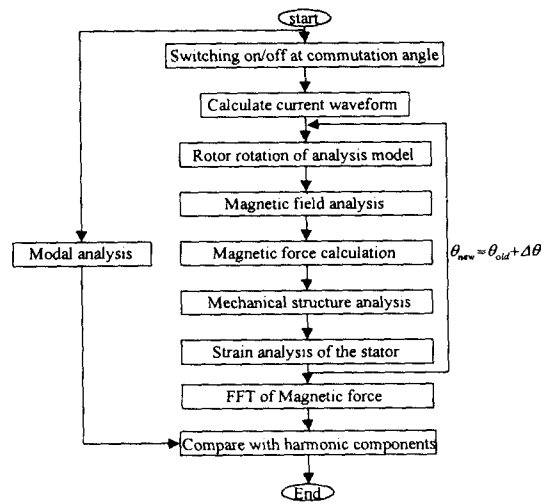 start
Switching on/off at commutation angle
Calculate current waveform
Rotor rotation of analysis model
Magnetic field analysis
Modal analysis
Magnetic force calculation
θnew=θold+Δθ
Mechanical structure analysis
Strain analysis of the stator
FFT of Magnetic force
Compare with harmonic components
End